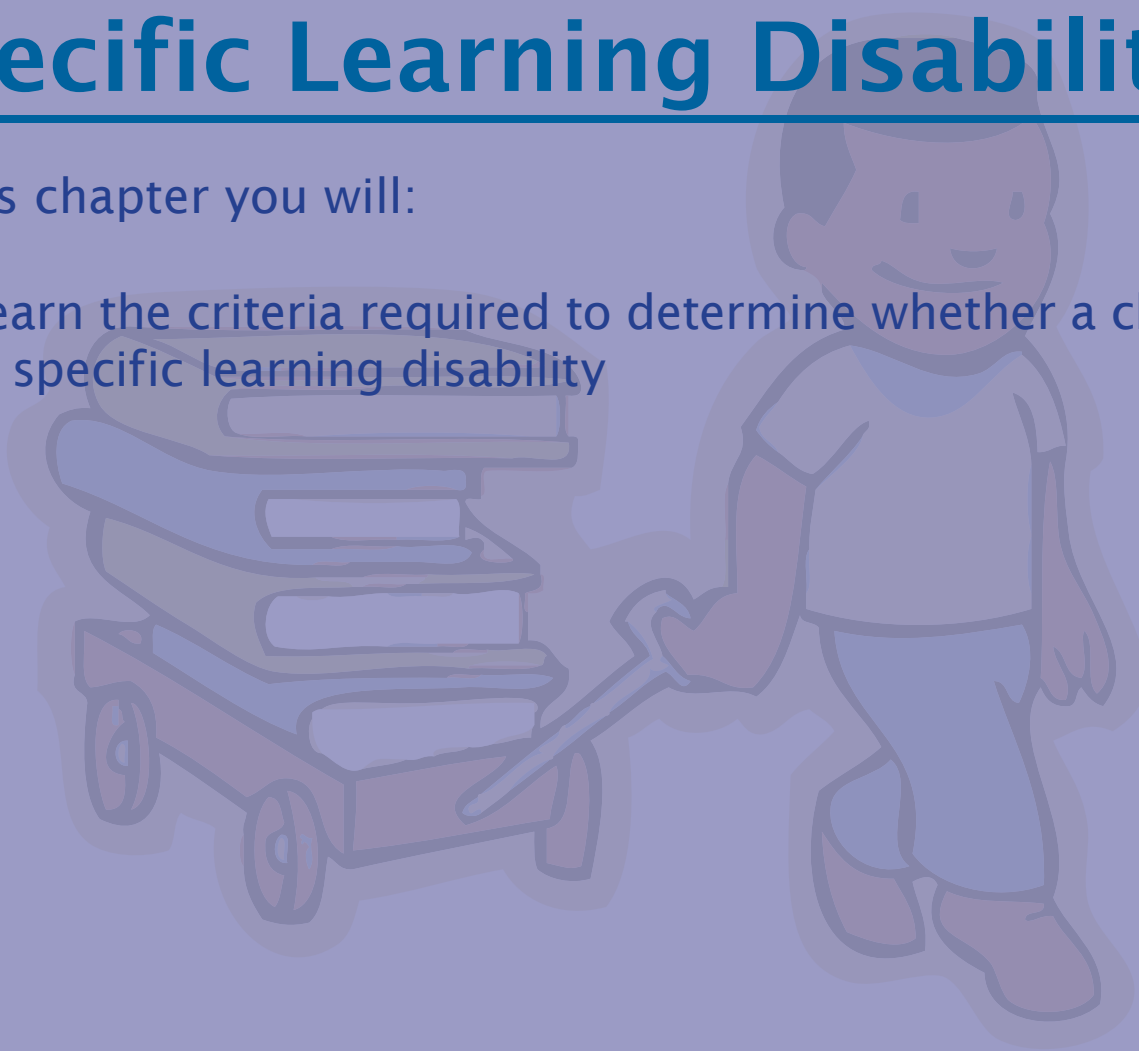 ecific Learning Disabilit
s chapter you will:
earn the criteria required to determine whether a c
specific learning disability